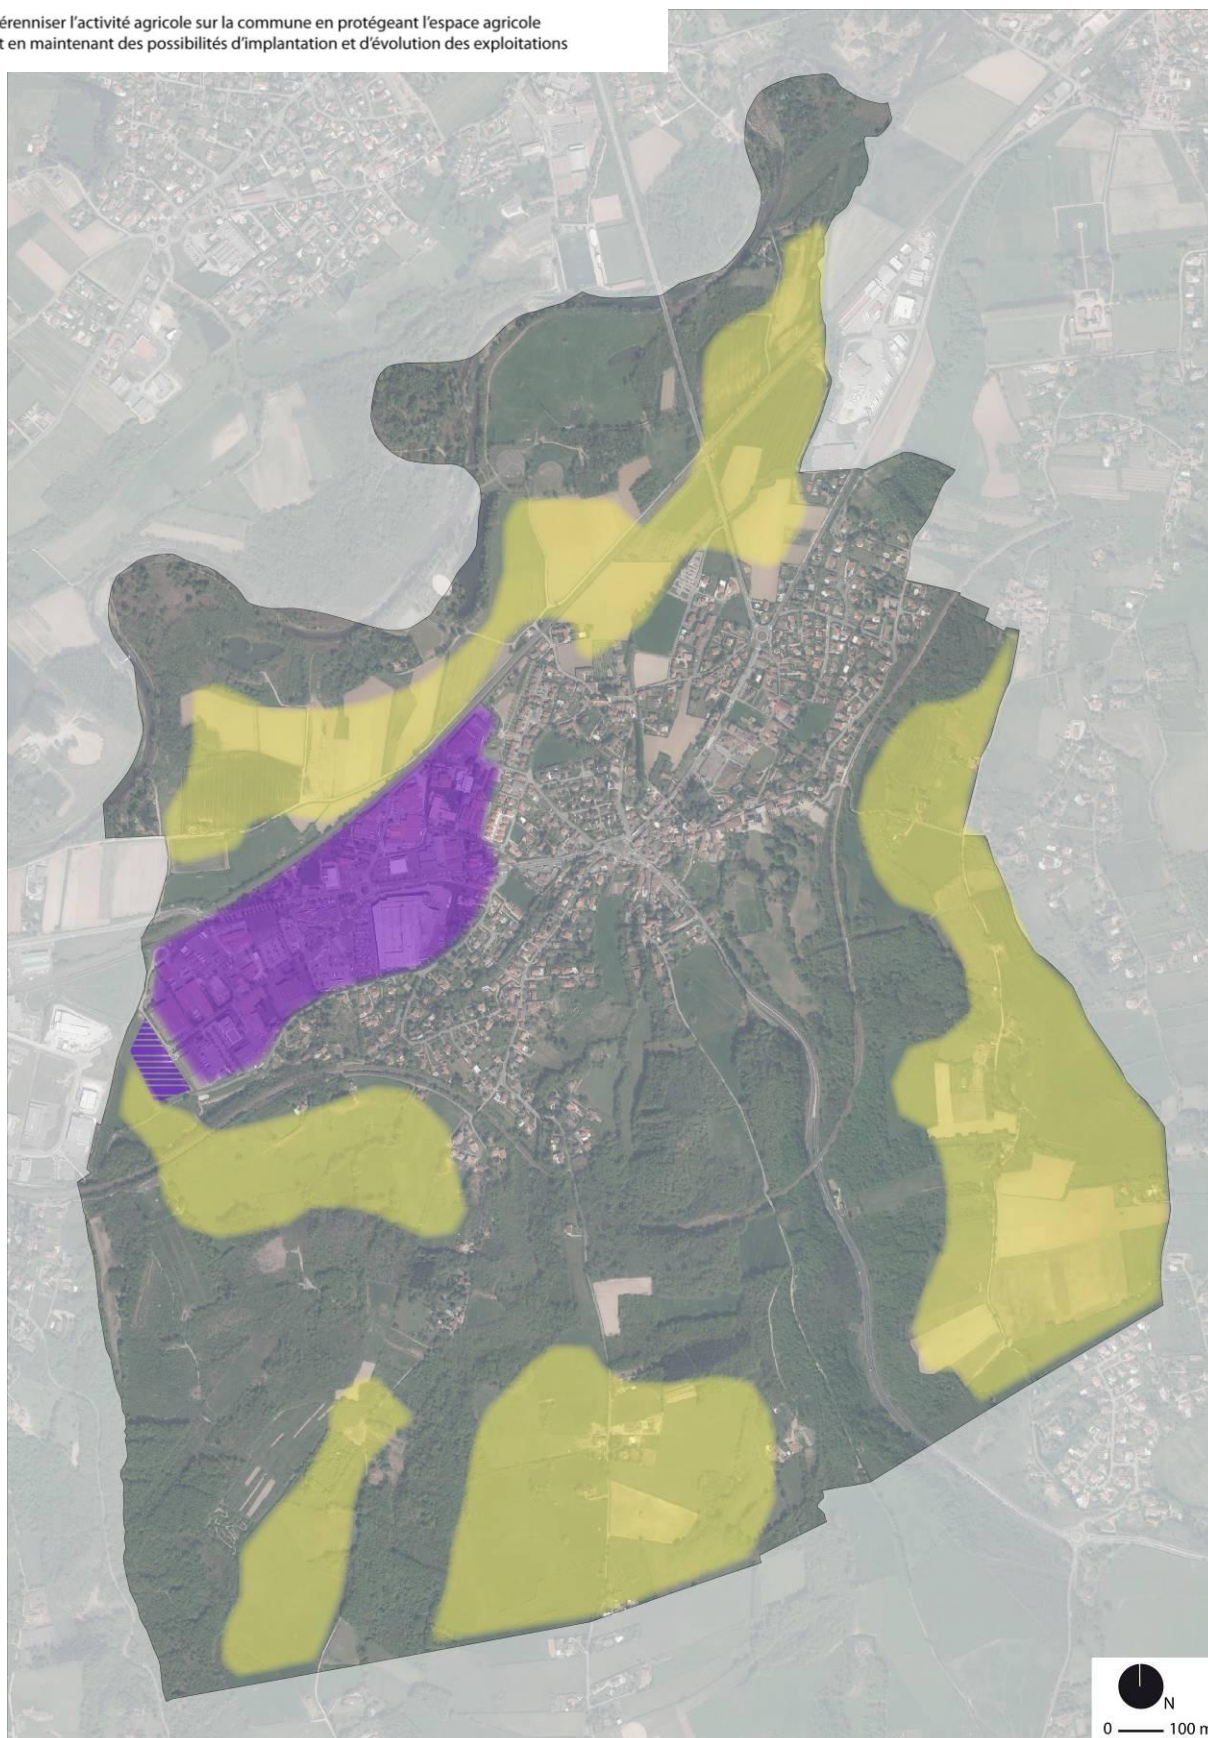 érenniser l'activité agricole sur la commune en protégeant l'espace agricole
t en maintenant des possibilités d'implantation et d'évolution des exploitations
N
0 100 m